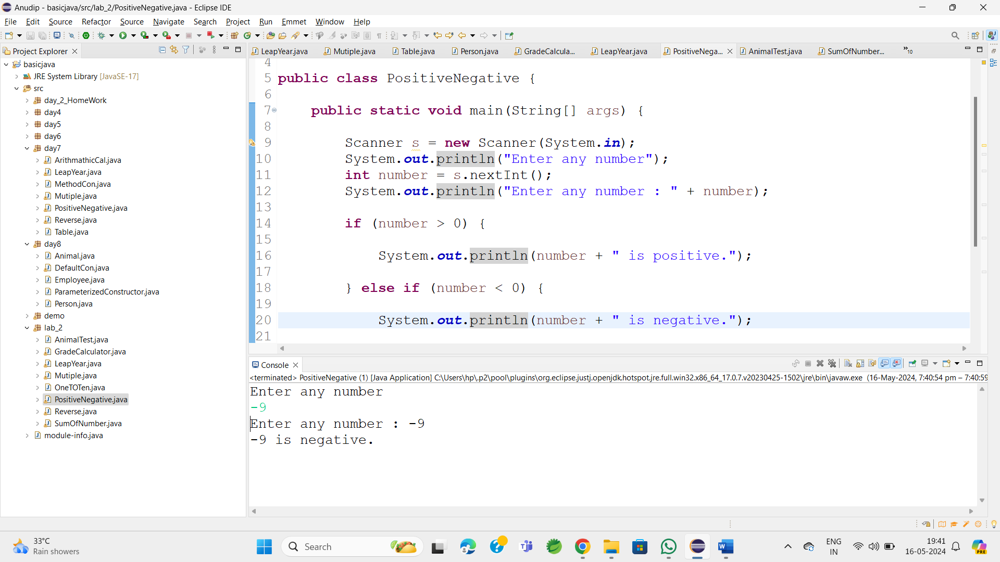 Anudip - basicjava/src/lab_2/PositiveNegative.java - Eclipse IDE
File Edit Source Refactor Source Navigate Search Project Run Emmet Window Help
Project Explorer
LeapYear.java Mutiple.java Table.java Person.java GradeCalcula... LeapYear.java PositiveNega... AnimalTest.java SumOfNumber... »10
basicjava
JRE System Library [JavaSE-17]
src
day_2_HomeWork
day4
day5
day6
day7
ArithmathicCal.java
LeapYear.java
MethodCon.java
Mutiple.java
PositiveNegative.java
Reverse.java
Table.java
day8
Animal.java
DefaultCon.java
Employee.java
ParameterizedConstructor.java
Person.java
demo
lab_2
AnimalTest.java
GradeCalculator.java
LeapYear.java
Mutiple.java
OneTOTen.java
PositiveNegative.java
Reverse.java
SumOfNumber.java
module-info.java
4
5 public class PositiveNegative {
6
7 public static void main(String[] args) {
8
9 Scanner s = new Scanner(System.in);
10 System.out.println("Enter any number");
11 int number = s.nextInt();
12 System.out.println("Enter any number : " + number);
13
14 if (number > 0) {
15
16 System.out.println(number + " is positive.");
17
18 } else if (number < 0) {
19
20 System.out.println(number + " is negative.");
21
Console
<terminated> PositiveNegative (1) [Java Application] C:\Users\hp\.p2\pool\plugins\org.eclipse.justj.openjdk.hotspot.jre.full.win32.x86_64_17.0.7.v20230425-1502\jre\bin\javaw.exe (16-May-2024, 7:40:54 pm – 7:40:59
Enter any number
-9
Enter any number : -9
-9 is negative.
33°C
Rain showers
Search
ENG
IN
19:41
16-05-2024
PRE